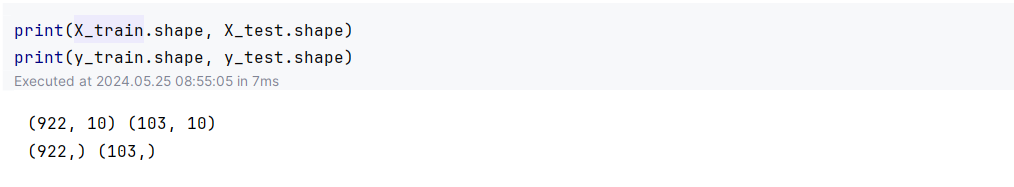 print(X_train.shape, X_test.shape)
print(y_train.shape, y_test.shape)
Executed at 2024.05.25 08:55:05 in 7ms
(922, 10) (103, 10)
(922,) (103,)